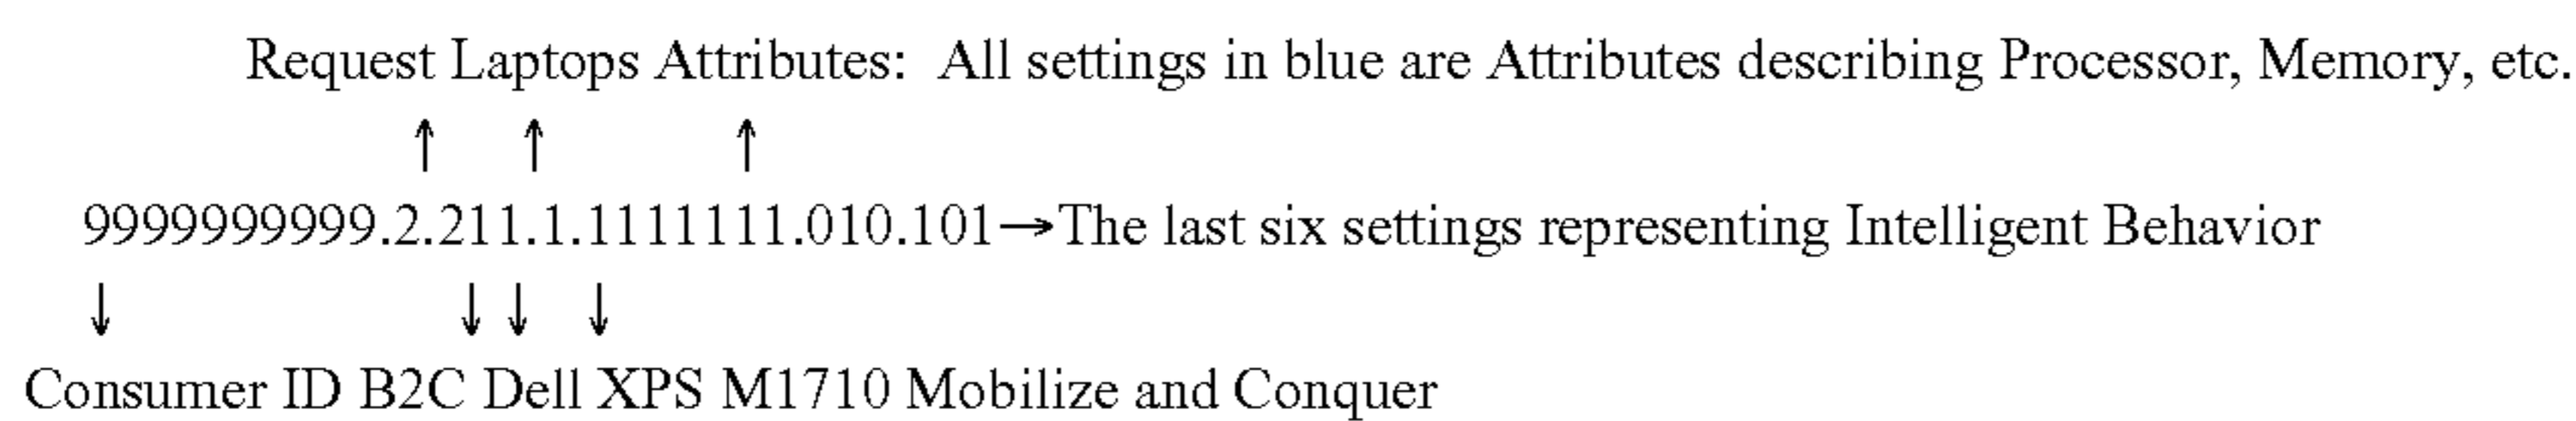 Request Laptops Attributes: All settings in blue are Attributes describing Processor, Memory, etc.
↑ ↑ ↑
9999999999.2.211.1.1111111.010.101→The last six settings representing Intelligent Behavior
↓ ↓ ↓ ↓
Consumer ID B2C Dell XPS M1710 Mobilize and Conquer